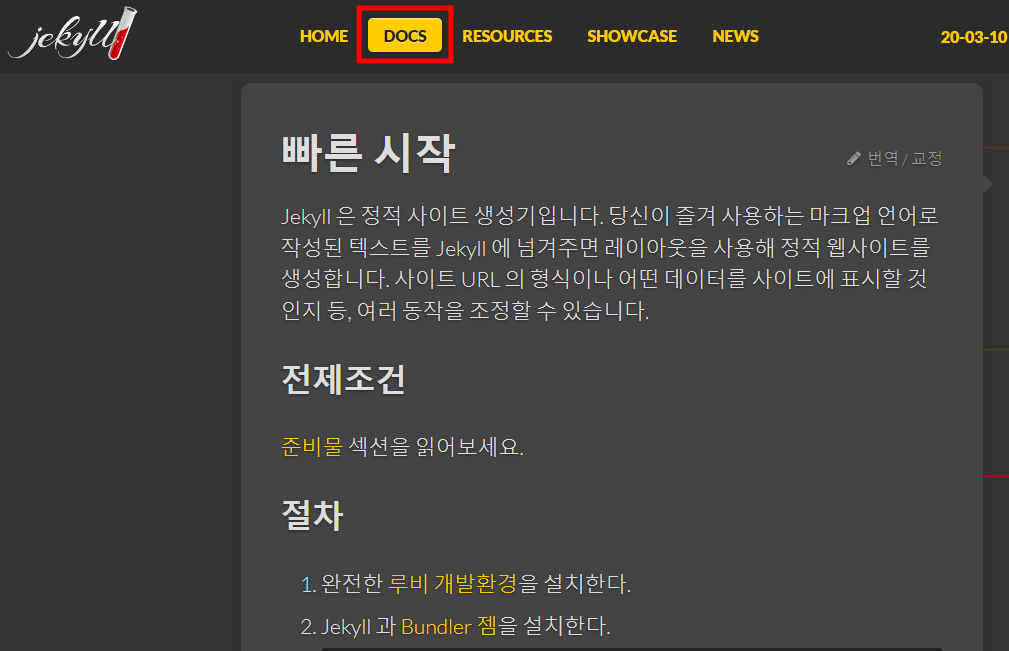 jekyll
HOME DOCS RESOURCES SHOWCASE NEWS 20-03-10
빠른 시작
번역 / 교정
Jekyll 은 정적 사이트 생성기입니다. 당신이 즐겨 사용하는 마크업 언어로
작성된 텍스트를 Jekyll 에 넘겨주면 레이아웃을 사용해 정적 웹사이트를
생성합니다. 사이트 URL 의 형식이나 어떤 데이터를 사이트에 표시할 것
인지 등, 여러 동작을 조정할 수 있습니다.
전제조건
준비물 섹션을 읽어보세요.
절차
1. 완전한 루비 개발환경을 설치한다.
2. Jekyll 과 Bundler 젬을 설치한다.